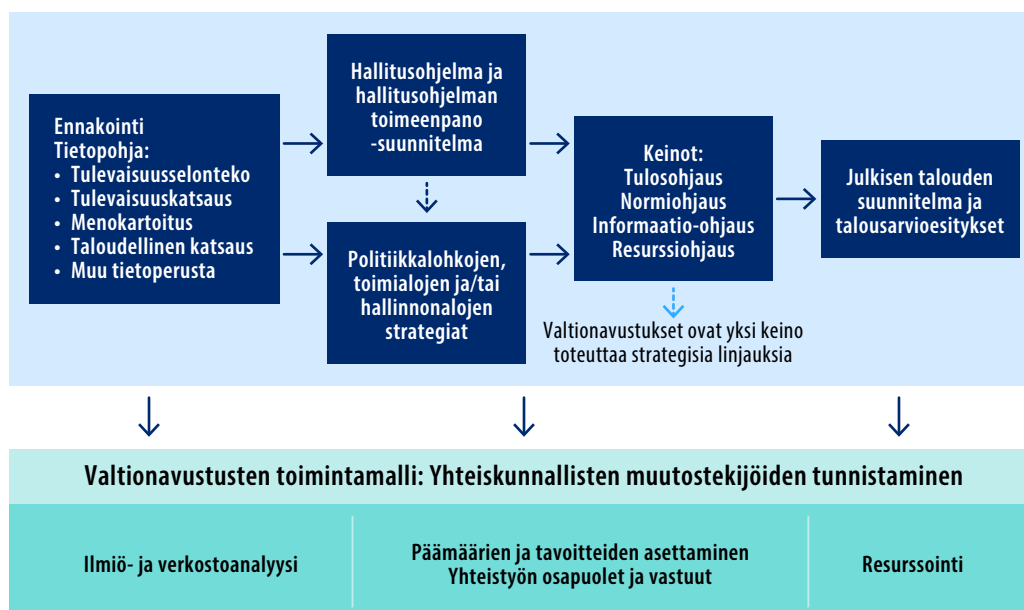 Ennakointi
Tietopohja:
• Tulevaisuusselonteko
• Tulevaisuuskatsaus
• Menokartoitus
• Taloudellinen katsaus
• Muu tietoperusta
Hallitusohjelma ja
hallitusohjelman
toimeenpano
-suunnitelma
Politiikkalohkojen,
toimialojen ja/tai
hallinnonalojen
strategiat
Keinot:
Tulosohjaus
Normiohjaus
Informaatio-ohjaus
Resurssiohjaus
Valtionavustukset ovat yksi keino
toteuttaa strategisia linjauksia
Julkisen talouden
suunnitelma ja
talousarvioesitykset
Valtionavustusten toimintamalli: Yhteiskunnallisten muutostekijöiden tunnistaminen
Ilmiö- ja verkostoanalyysi
Päämäärien ja tavoitteiden asettaminen
Yhteistyön osapuolet ja vastuut
Resurssointi